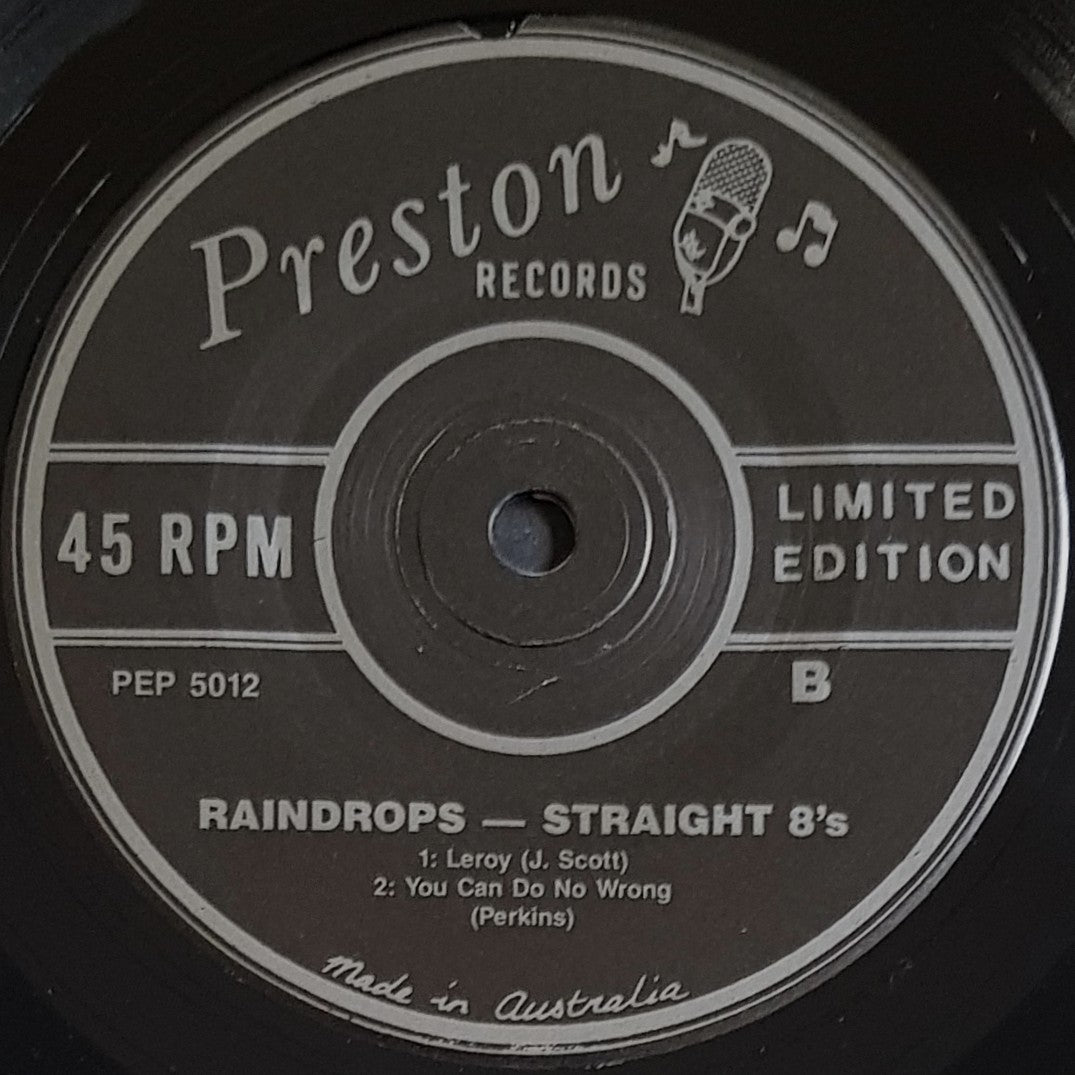 Preston
RECORDS
45 RPM
LIMITED
EDITION
PEP 5012
B
RAINDROPS — STRAIGHT 8's
1: Leroy (J. Scott)
2: You Can Do No Wrong
(Perkins)
Made in Australia